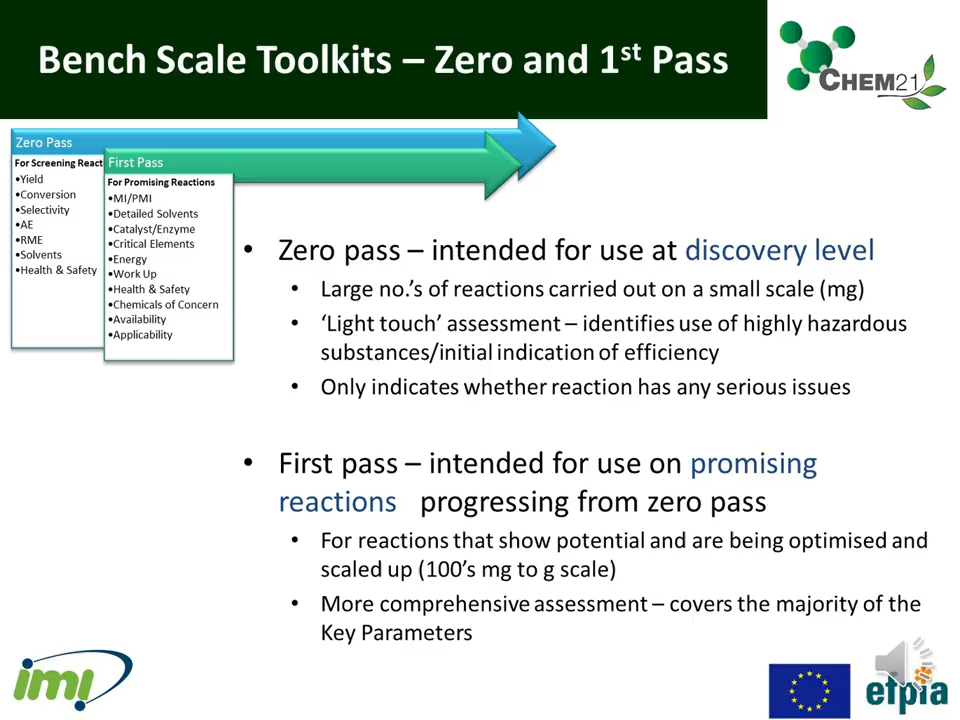 Bench Scale Toolkits – Zero and 1st Pass
CHEM21
Zero Pass
For Screening React
•Yield
•Conversion
•Selectivity
•AE
•RME
•Solvents
•Health & Safety
First Pass
For Promising Reactions
•MI/PMI
•Detailed Solvents
•Catalyst/Enzyme
•Critical Elements
•Energy
•Work Up
•Health & Safety
•Chemicals of Concern
•Availability
•Applicability
• Zero pass – intended for use at discovery level
• Large no.’s of reactions carried out on a small scale (mg)
• ‘Light touch’ assessment – identifies use of highly hazardous
substances/initial indication of efficiency
• Only indicates whether reaction has any serious issues
• First pass – intended for use on promising
reactions progressing from zero pass
• For reactions that show potential and are being optimised and
scaled up (100’s mg to g scale)
• More comprehensive assessment – covers the majority of the
Key Parameters
imi
efpia